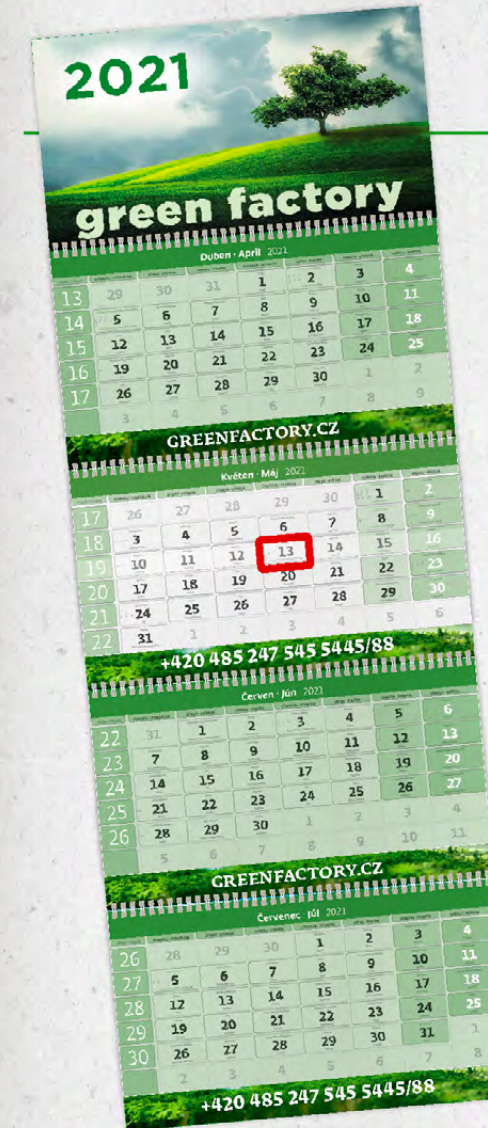 2021
green factory
Duben · Apríl 2021
13 29 30 31 1 2 3 4
14 5 6 7 8 9 10 11
15 12 13 14 15 16 17 18
16 19 20 21 22 23 24 25
17 26 27 28 29 30 1 2
3 4 5 6 7 8 9
GREENFACTORY.CZ
Květen · Máj 2021
17 26 27 28 29 30 1 2
18 3 4 5 6 7 8 9
19 10 11 12 13 14 15 16
20 17 18 19 20 21 22 23
21 24 25 26 27 28 29 30
22 31 1 2 3 4 5 6
+420 485 247 545 5445/88
Červen · Jún 2021
22 31 1 2 3 4 5 6
23 7 8 9 10 11 12 13
24 14 15 16 17 18 19 20
25 21 22 23 24 25 26 27
26 28 29 30 1 2 3 4
5 6 7 8 9 10 11
GREENFACTORY.CZ
Červenec · Júl 2021
26 28 29 30 1 2 3 4
27 5 6 7 8 9 10 11
28 12 13 14 15 16 17 18
29 19 20 21 22 23 24 25
30 26 27 28 29 30 31 1
2 3 4 5 6 7 8
+420 485 247 545 5445/88